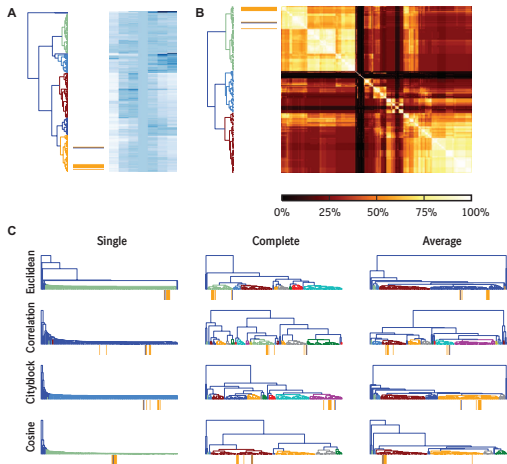 A
B
0% 25% 50% 75% 100%
C
Single Complete Average
Euclidean
Correlation
Cityblock
Cosine